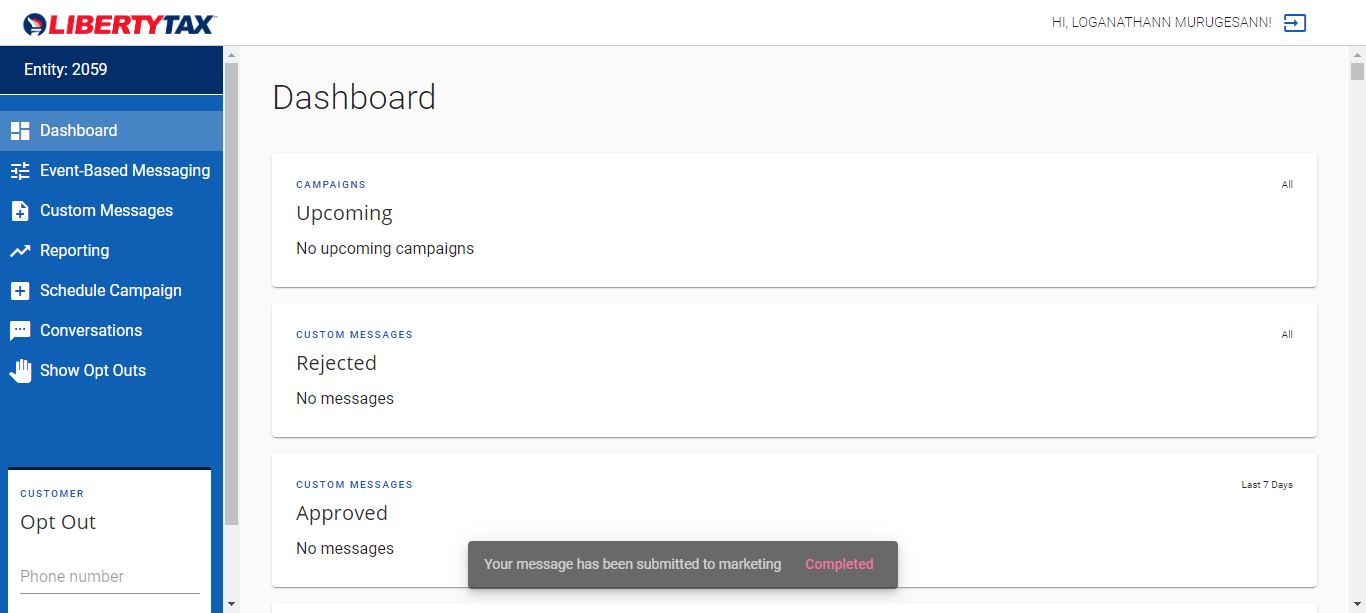 LIBERTYTAX
HI, LOGANATHANN MURUGESANN!
Entity: 2059
Dashboard
Event-Based Messaging
Custom Messages
Reporting
Schedule Campaign
Conversations
Show Opt Outs
CUSTOMER
Opt Out
Phone number
Dashboard
CAMPAIGNS
All
Upcoming
No upcoming campaigns
CUSTOM MESSAGES
All
Rejected
No messages
CUSTOM MESSAGES
Last 7 Days
Approved
No messages
Your message has been submitted to marketing Completed